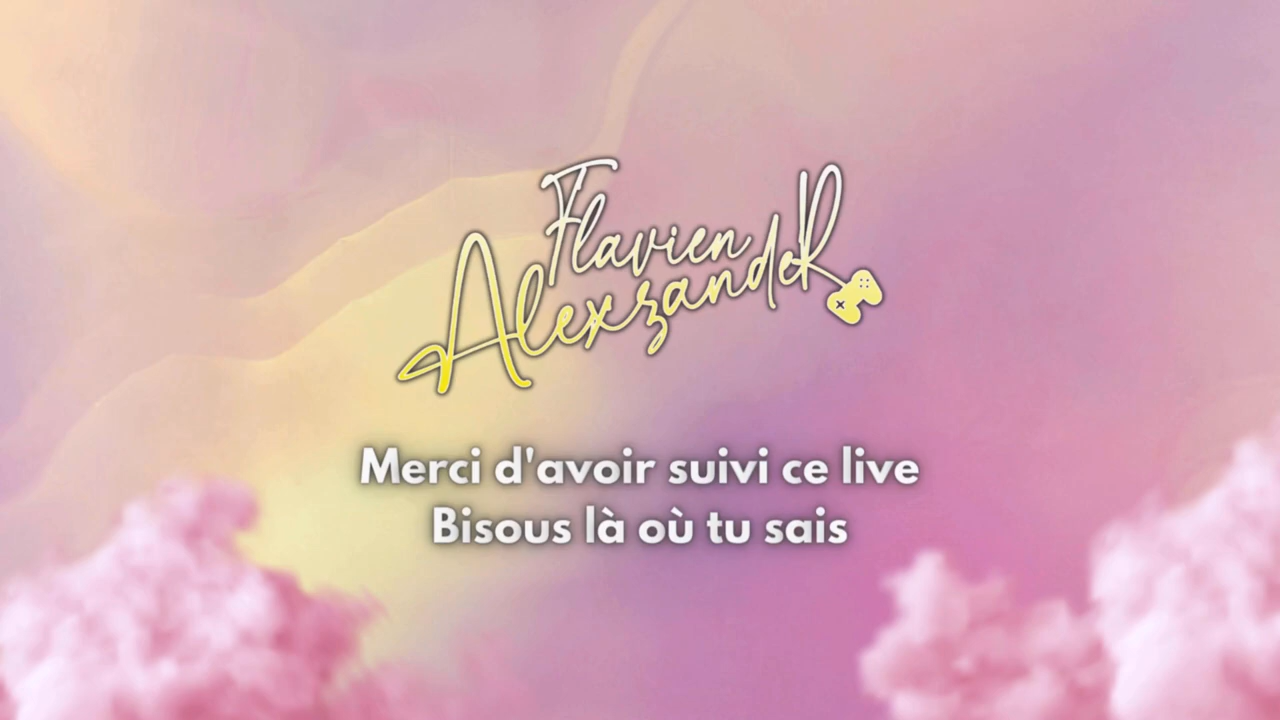 Flavien
AlexzandeR
Merci d'avoir suivi ce live
Bisous là où tu sais